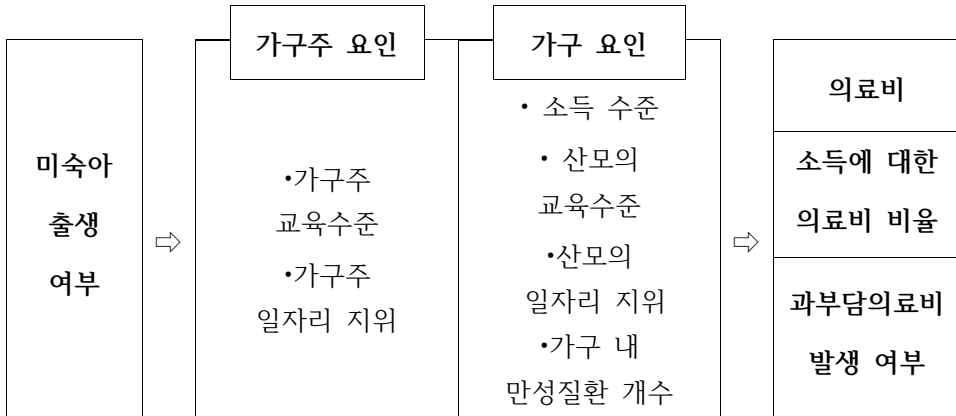 미숙아
출생
여부
⇨
가구주 요인
•가구주
교육수준
•가구주
일자리 지위
가구 요인
• 소득 수준
• 산모의
교육수준
•산모의
일자리 지위
•가구 내
만성질환 개수
⇨
의료비
소득에 대한
의료비 비율
과부담의료비
발생 여부